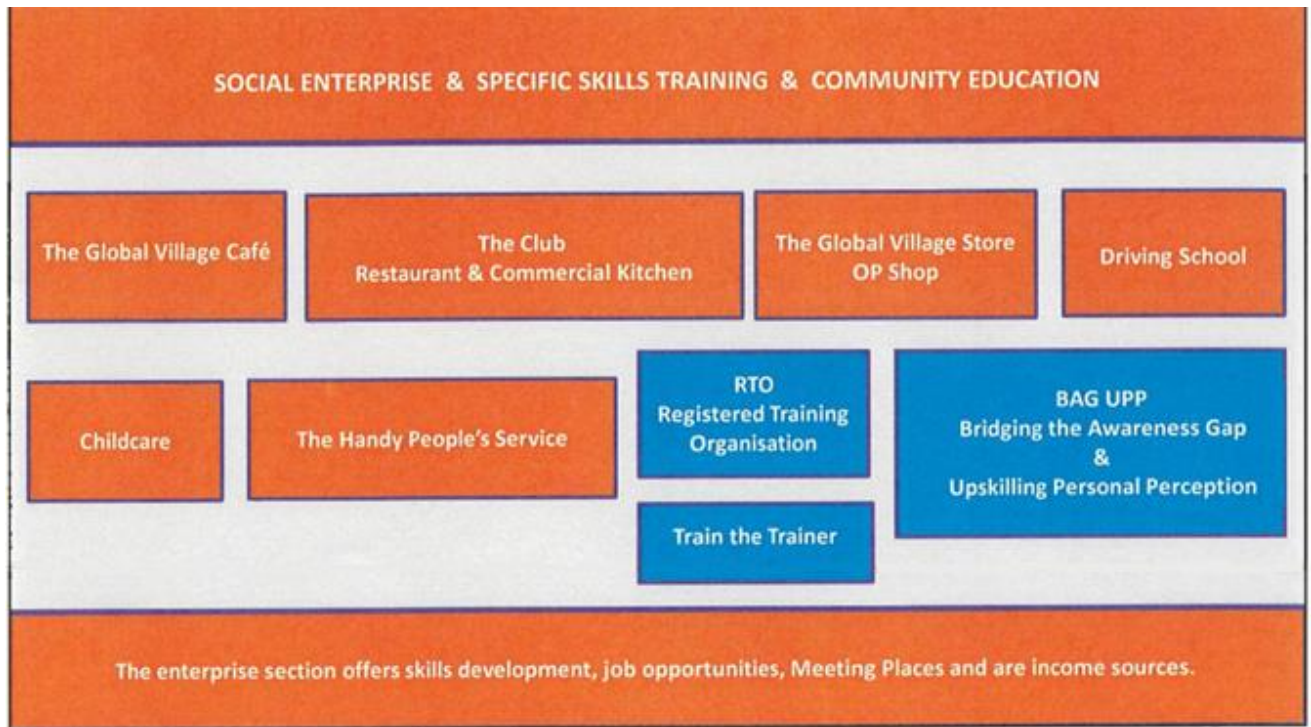 SOCIAL ENTERPRISE & SPECIFIC SKILLS TRAINING & COMMUNITY EDUCATION
The Global Village Café
The Club
Restaurant & Commercial Kitchen
The Global Village Store
OP Shop
Driving School
Childcare
The Handy People's Service
RTO
Registered Training
Organisation
Train the Trainer
BAG UPP
Bridging the Awareness Gap
&
Upskilling Personal Perception
The enterprise section offers skills development, job opportunities, Meeting Places and are income sources.